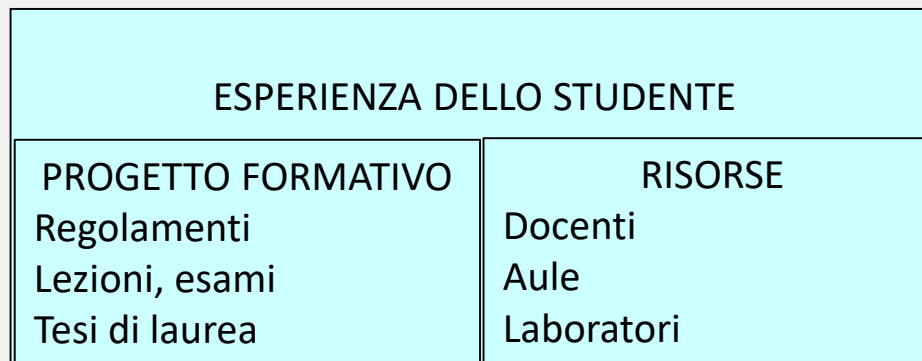 ESPERIENZA DELLO STUDENTE
PROGETTO FORMATIVO
Regolamenti
Lezioni, esami
Tesi di laurea
RISORSE
Docenti
Aule
Laboratori